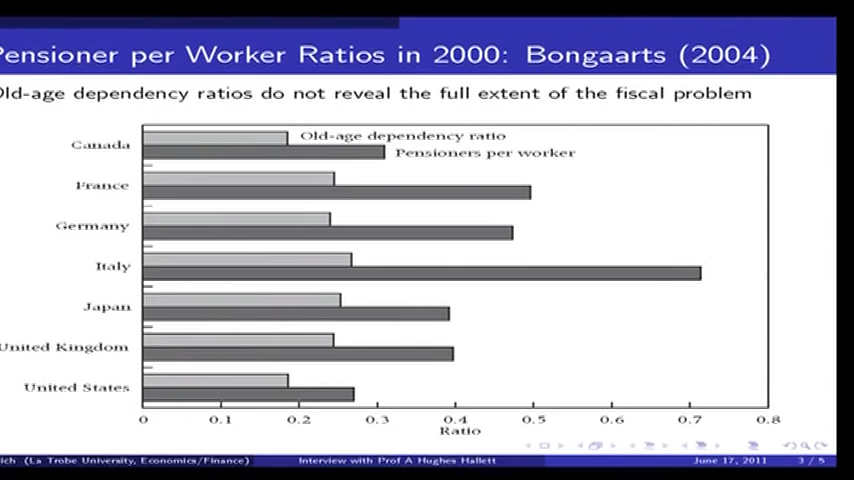 Pensioner per Worker Ratios in 2000: Bongaarts (2004)
Old-age dependency ratios do not reveal the full extent of the fiscal problem
Old-age dependency ratio
Canada
Pensioners per worker
France
Germany
Italy
Japan
United Kingdom
United States
0 0.1 0.2 0.3 0.4 0.5 0.6 0.7 0.8
Ratio
ich (La Trobe University, Economics/Finance) Interview with Prof A Hughes Hallett June 17, 2011 3 / 5